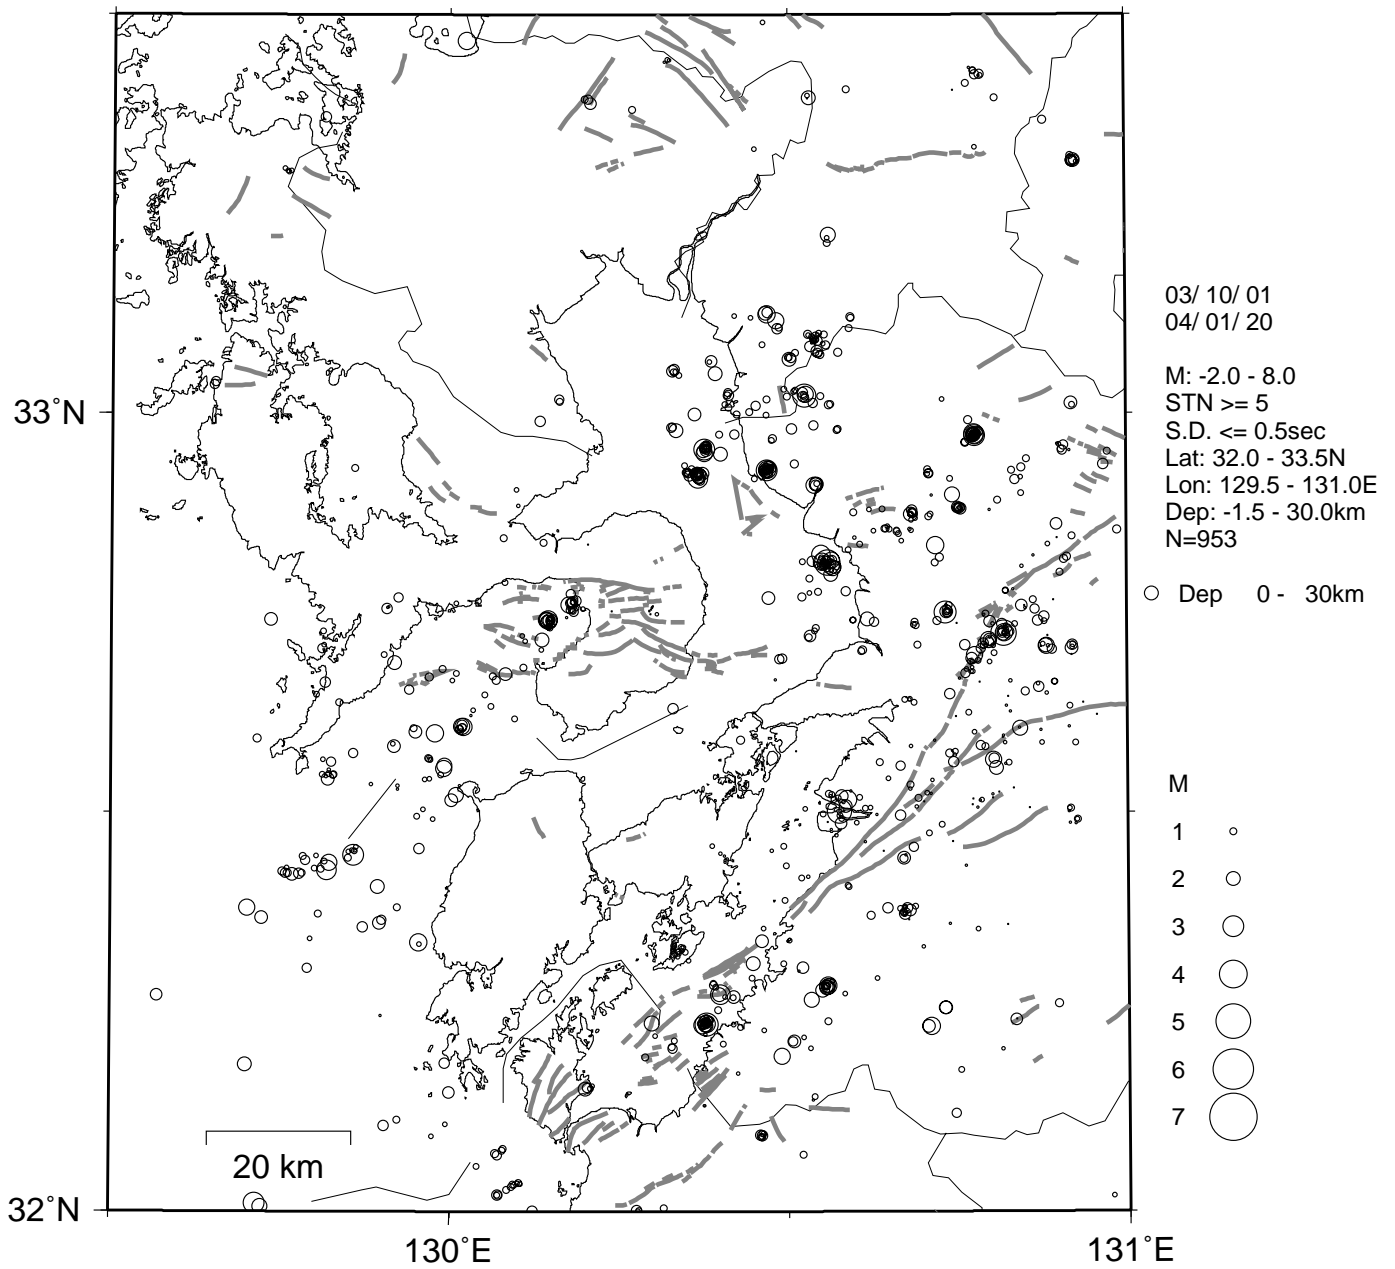 03/ 10/ 01
04/ 01/ 20
M: -2.0 - 8.0
STN >= 5
S.D. <= 0.5sec
Lat: 32.0 - 33.5N
Lon: 129.5 - 131.0E
Dep: -1.5 - 30.0km
N=953
Dep 0 - 30km
M
1
2
3
4
5
6
7
33˚N
32˚N
20 km
130˚E
131˚E